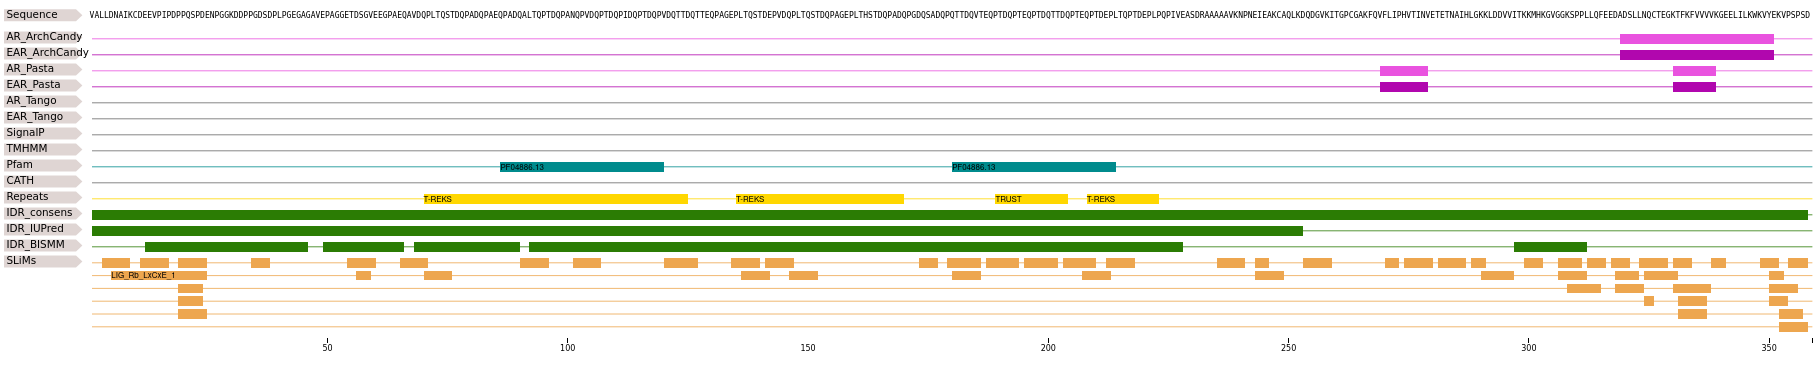 Sequence VALLDNAIKCDEEVPIPDPPQSPDENPGGKDDPPGDSDPLPGEGAGAVEPAGGETDSGVEEGPAEQAVDQPLTQSTDQPADQPAEQPADQALTQPTDQPANQPVDQPTDQPIDQPTDQPVDQTTDQTTEQPAGEPLTQSTDEPVDQPLTQSTDQPAGEPLTHSTDQPADQPGDQSADQPQTTDQVTEQPTDQPTEQPTDQTTDQPTEQPTDEPLTQPTDEPLPQPIVEASDRAAAAAVKNPNEIEAKCAQLKDQDGVKITGPCGAKFQVFLIPHVTINVETETNAIHLGKKLDDVVITKKMHKGVGGKSPPLLQFEEDADSLLNQCTEGKTFKFVVVVKGEELILKWKVYEKVPSPSD
AR_ArchCandy
EAR_ArchCandy
AR_Pasta
EAR_Pasta
AR_Tango
EAR_Tango
SignalP
TMHMM
Pfam PF04886.13 PF04886.13
CATH
Repeats T-REKS T-REKS TRUST T-REKS
IDR_consens
IDR_IUPred
IDR_BISMM
SLiMs
LIG_Rb_LxCxE_1
50 100 150 200 250 300 350